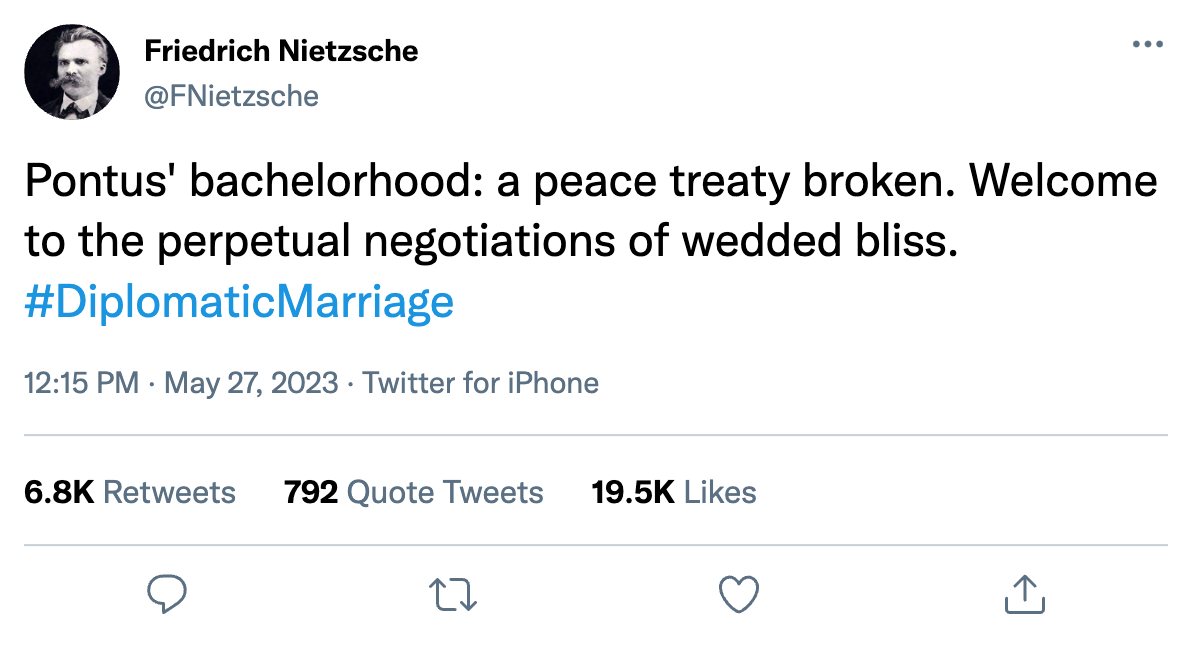 Friedrich Nietzsche
@FNietzsche
Pontus' bachelorhood: a peace treaty broken. Welcome
to the perpetual negotiations of wedded bliss.
#DiplomaticMarriage
12:15 PM · May 27, 2023 · Twitter for iPhone
6.8K Retweets 792 Quote Tweets 19.5K Likes